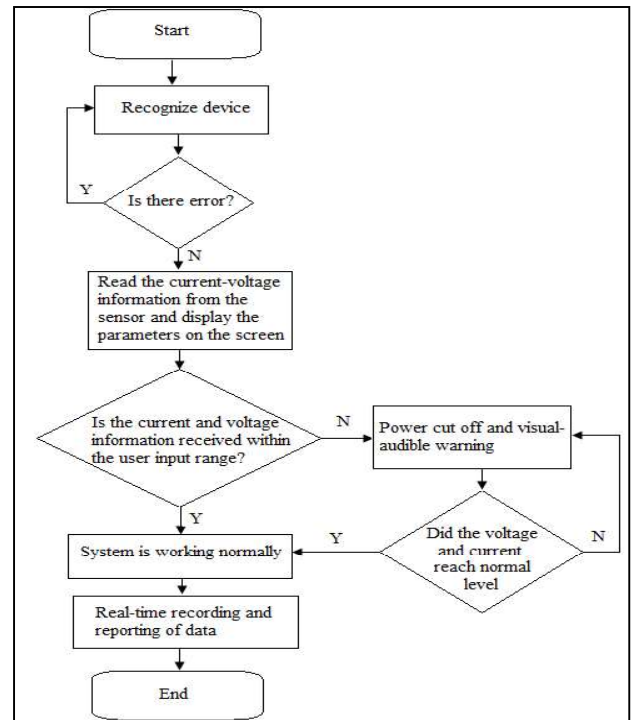 Start
Recognize device
Y
Is there error?
N
Read the current-voltage
information from the
sensor and display the
parameters on the screen
Is the current and voltage
information received within
the user input range?
N
Power cut off and visual-
audible warning
Y
System is working normally
Y
Did the voltage
and current
reach normal
level
N
Real-time recording and
reporting of data
End